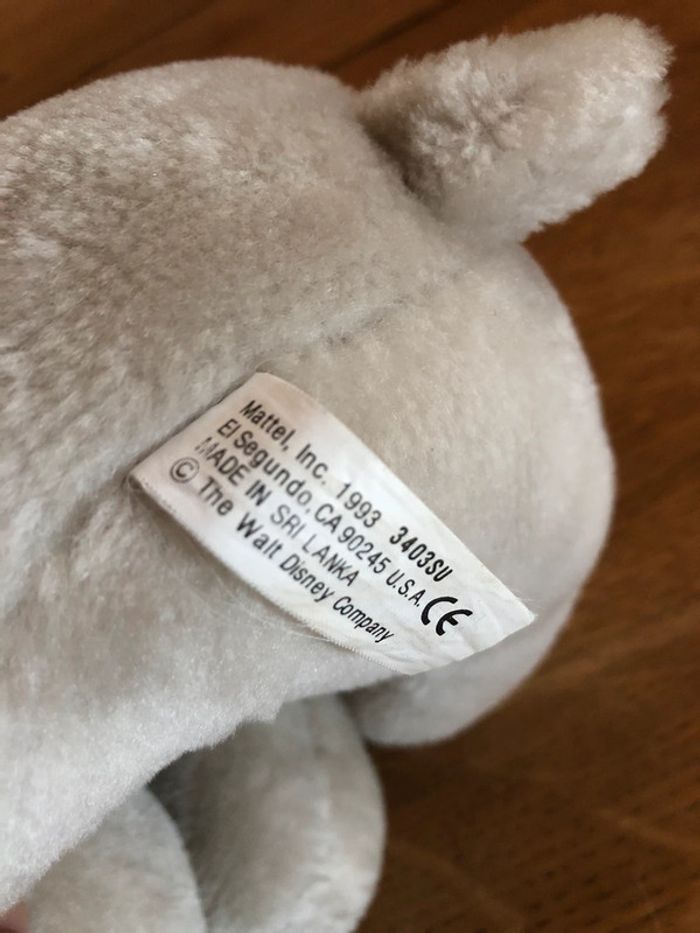 Mattel, Inc. 1993 3403SU
El Segundo, CA 90245 U.S.A.
MADE IN SRI LANKA CE
© The Walt Disney Company